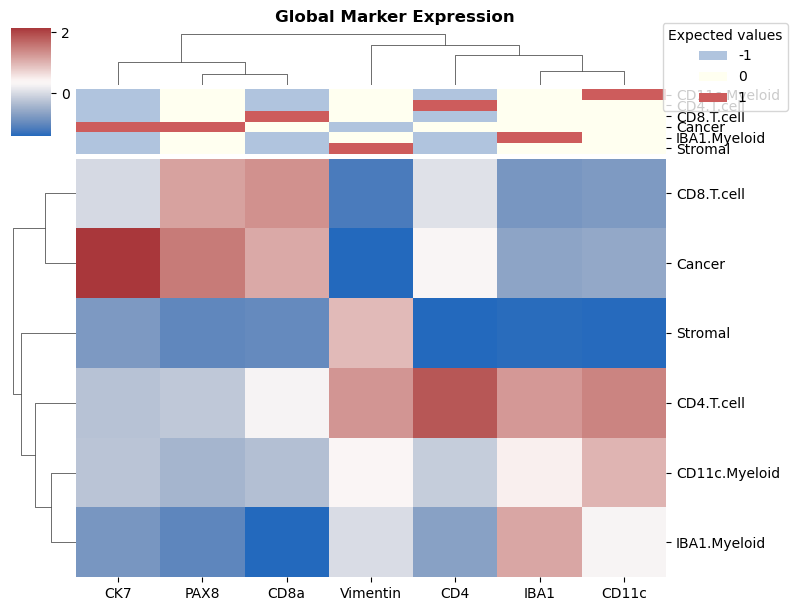 Global Marker Expression
2
0
Expected values
-1
0
1
CD11c.Myeloid
CD4.T.cell
CD8.T.cell
Cancer
IBA1.Myeloid
Stromal
CD8.T.cell
Cancer
Stromal
CD4.T.cell
CD11c.Myeloid
IBA1.Myeloid
CK7 PAX8 CD8a Vimentin CD4 IBA1 CD11c